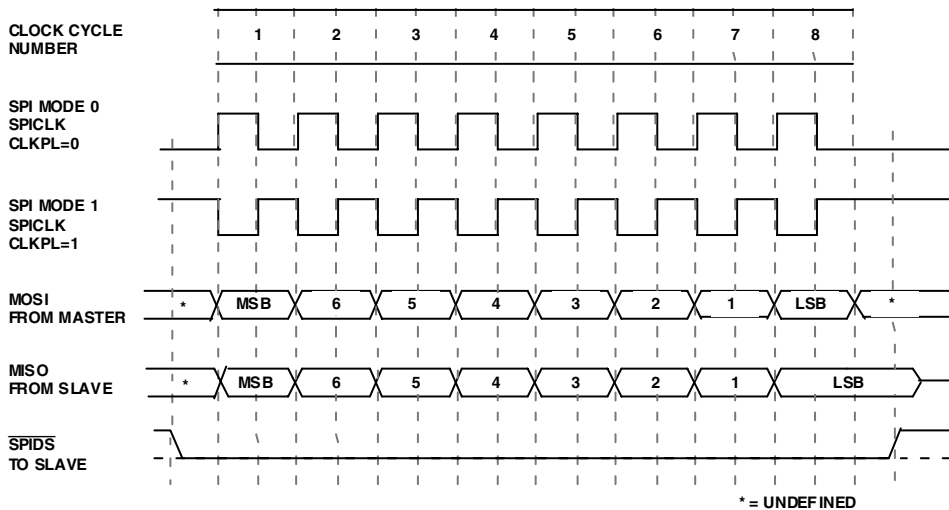 CLOCK CYCLE
NUMBER
1 2 3 4 5 6 7 8
SPI MODE 0
SPICLK
CLKPL=0
SPI MODE 1
SPICLK
CLKPL=1
MOSI
FROM MASTER
* MSB 6 5 4 3 2 1 LSB *
MISO
FROM SLAVE
* MSB 6 5 4 3 2 1 LSB
SPIDS
TO SLAVE
* = UNDEFINED